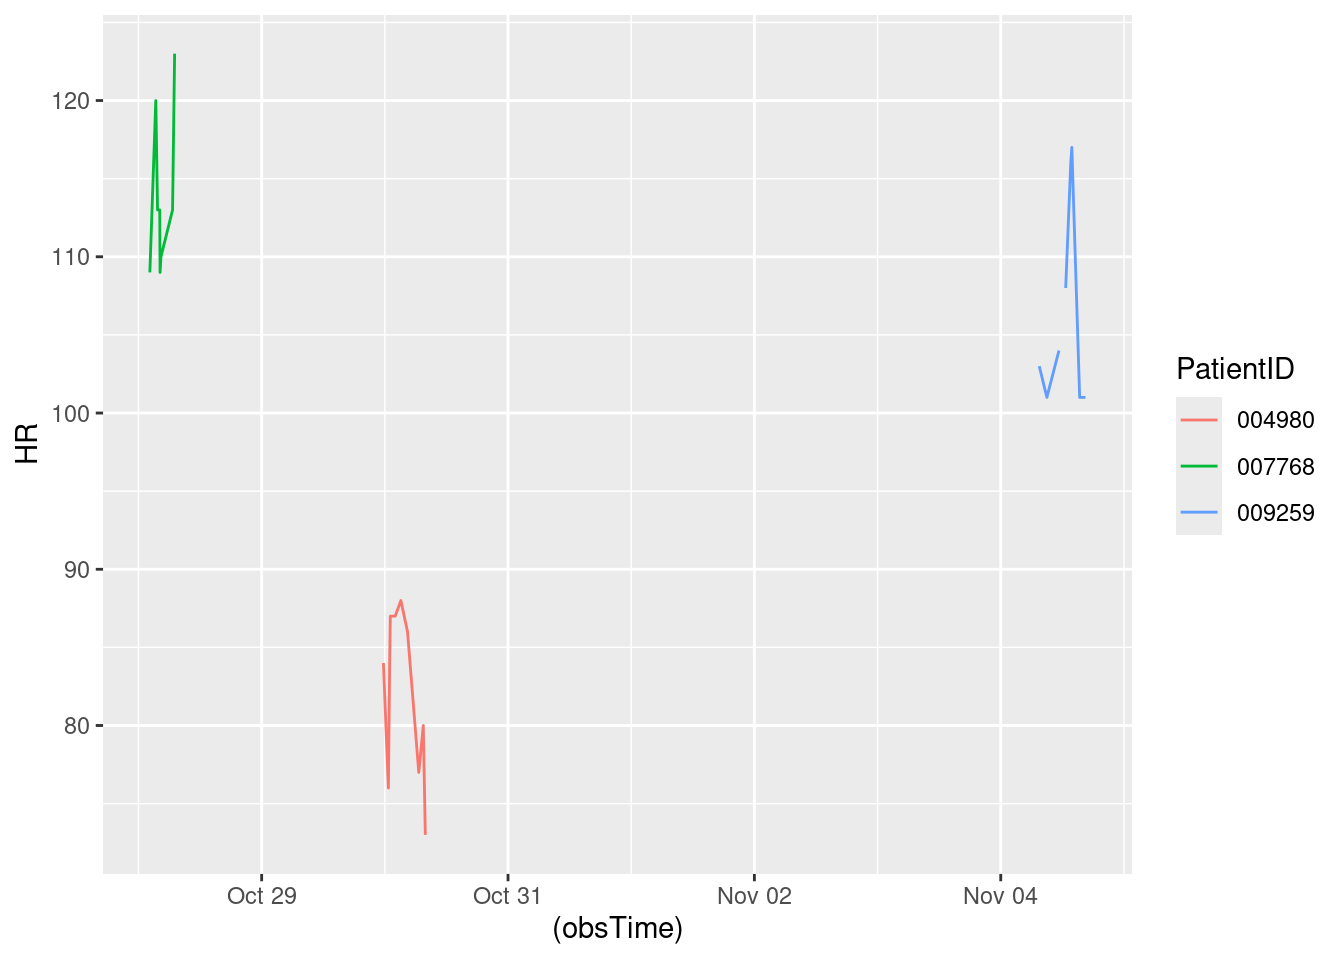 120
110
100
90
80
HR
Oct 29
Oct 31
Nov 02
Nov 04
(obsTime)
PatientID
004980
007768
009259